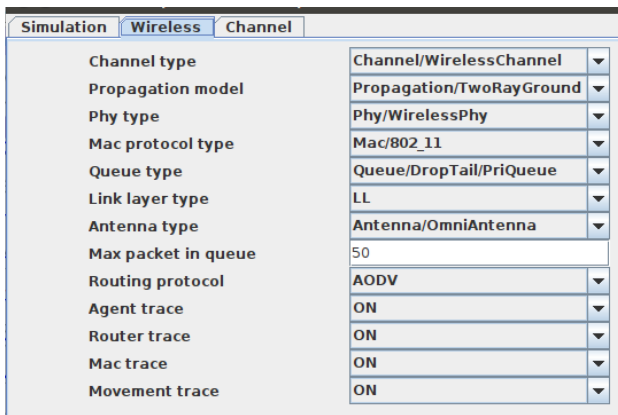 Simulation Wireless Channel
Channel type Channel/WirelessChannel
Propagation model Propagation/TwoRayGround
Phy type Phy/WirelessPhy
Mac protocol type Mac/802_11
Queue type Queue/DropTail/PriQueue
Link layer type LL
Antenna type Antenna/OmniAntenna
Max packet in queue 50
Routing protocol AODV
Agent trace ON
Router trace ON
Mac trace ON
Movement trace ON